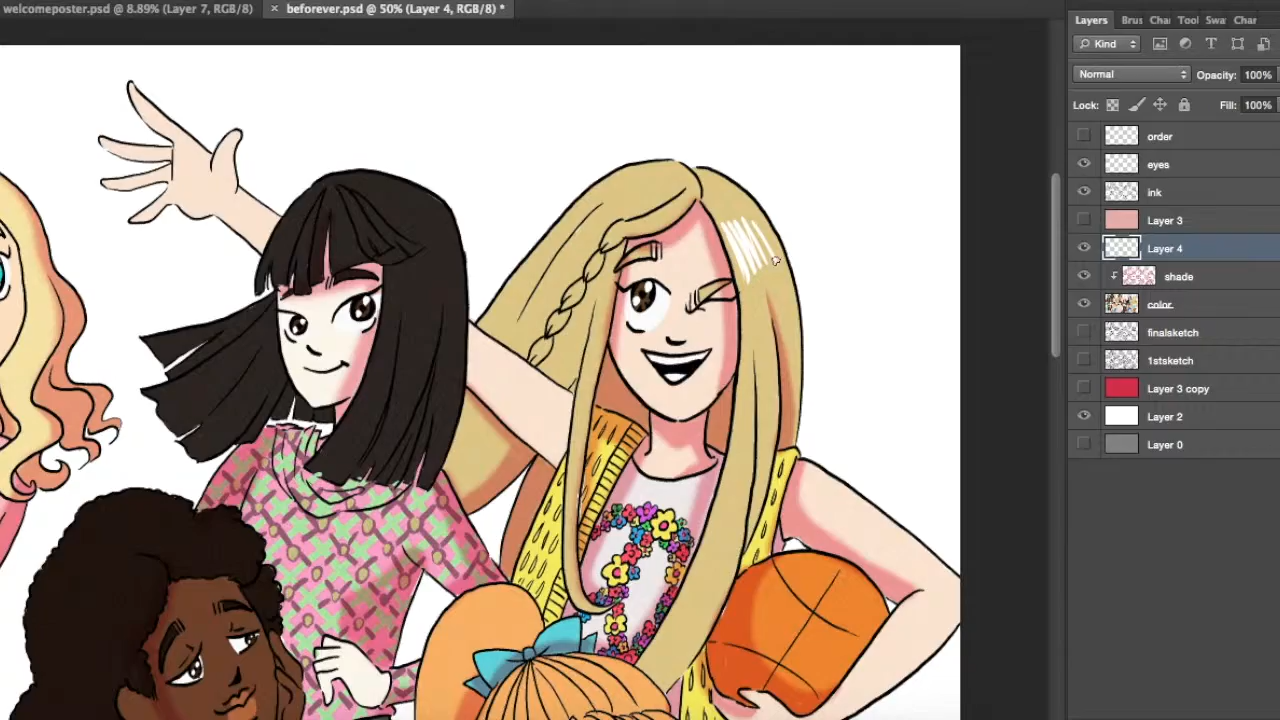 welcomeposter.psd @ 8.89% (Layer 7, RGB/8)
× beforever.psd @ 50% (Layer 4, RGB/8) *
Layers Brus Cha Tool Swa Char
Kind
Normal Opacity: 100%
Lock: Fill: 100%
order
eyes
ink
Layer 3
Layer 4
shade
color
finalsketch
1stsketch
Layer 3 copy
Layer 2
Layer 0